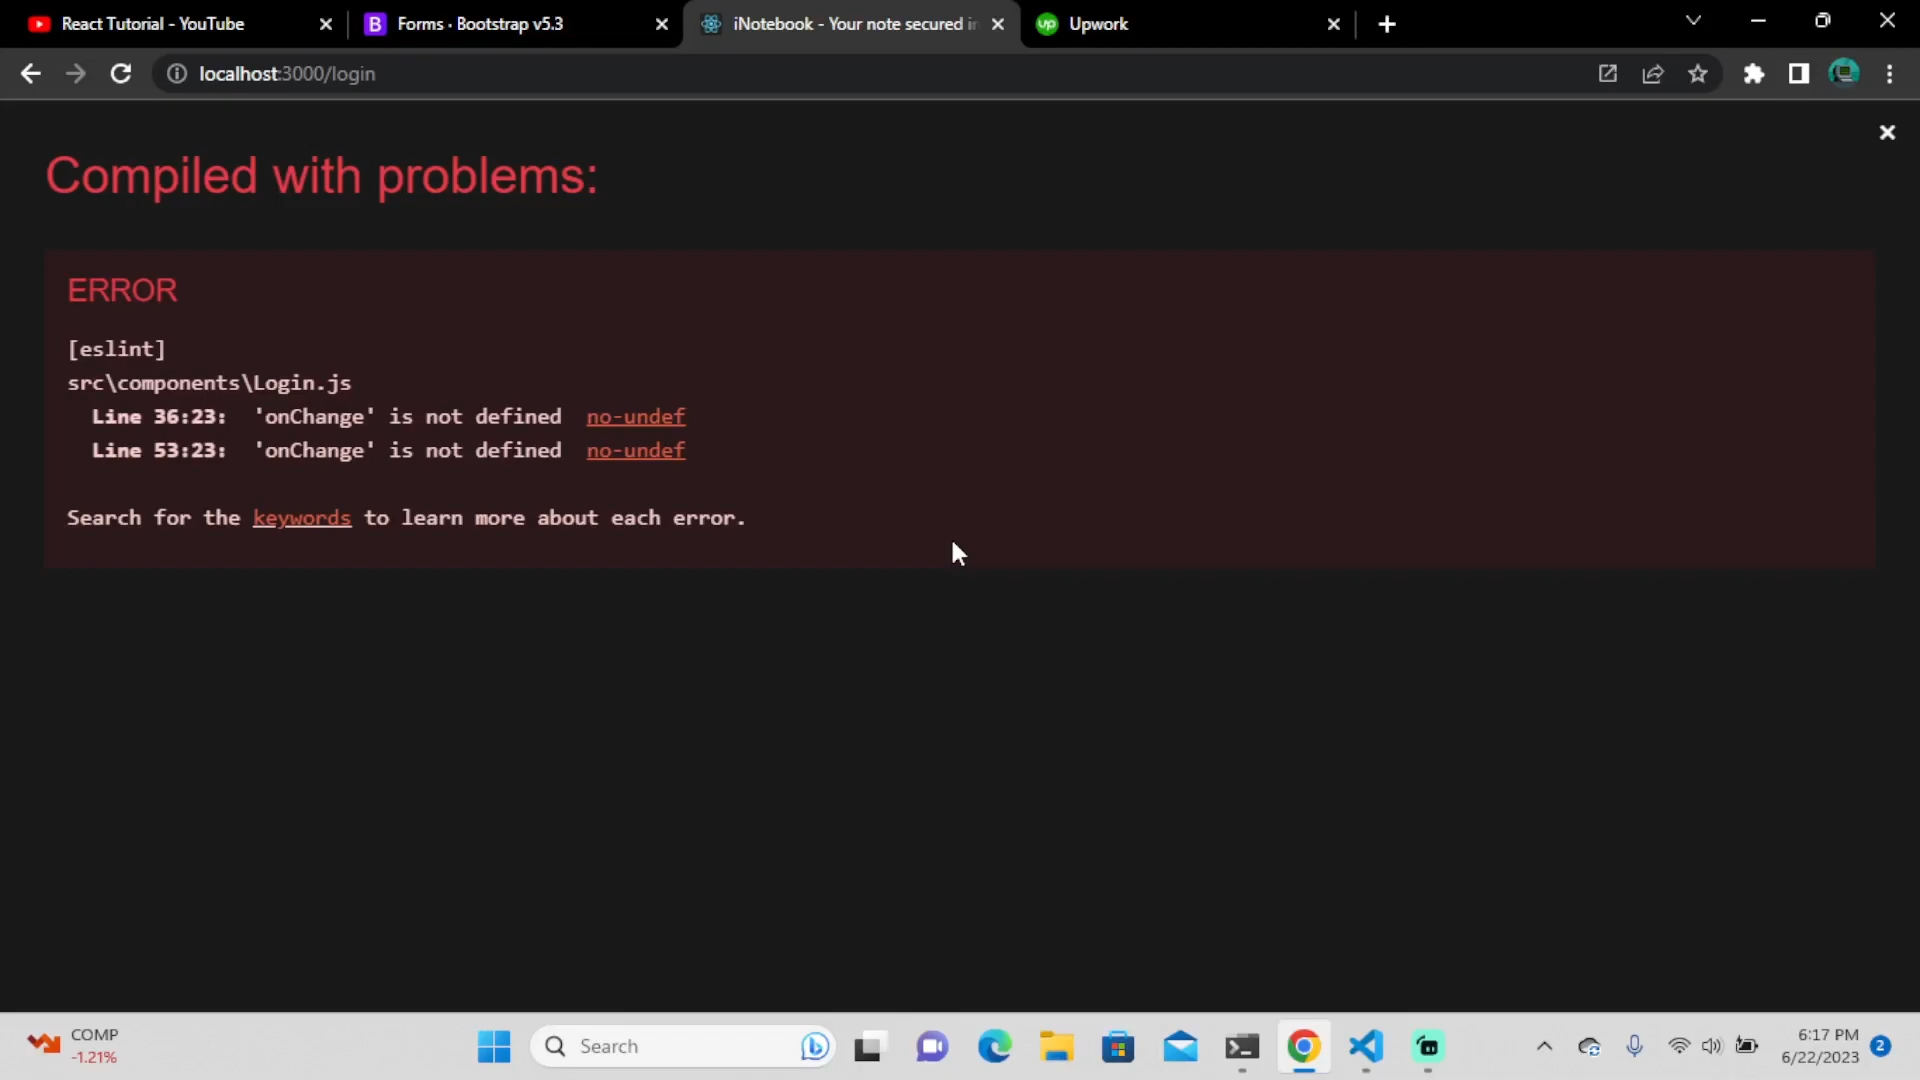 React Tutorial - YouTube
B
Forms · Bootstrap v5.3
iNotebook - Your note secured in
up
Upwork
localhost:3000/login
Compiled with problems:
ERROR
[eslint]
src\components\Login.js
Line 36:23: 'onChange' is not defined no-undef
Line 53:23: 'onChange' is not defined no-undef
Search for the keywords to learn more about each error.
COMP
-1.21%
Search
6:17 PM
6/22/2023
2